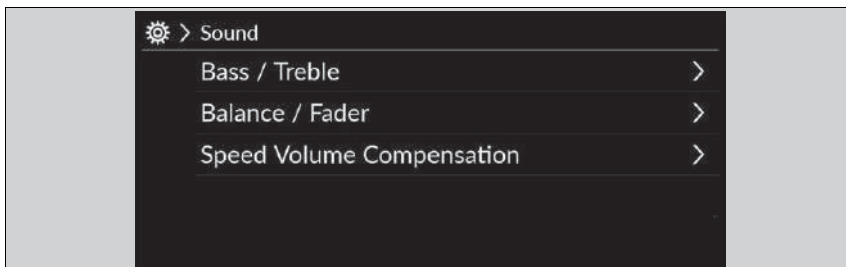 > Sound
Bass / Treble >
Balance / Fader >
Speed Volume Compensation >